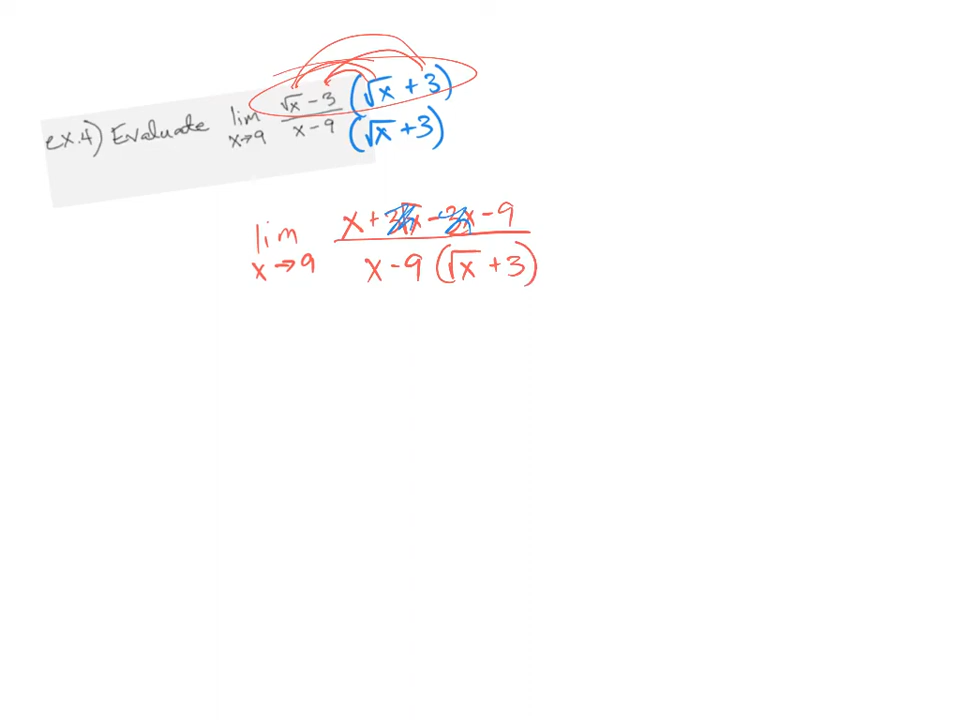 ex.4) Evaluate lim x→9 (√x − 3)/(x − 9) (√x + 3)/(√x + 3)
lim x→9 (x + 3√x − 3√x − 9)/(x − 9 (√x + 3))